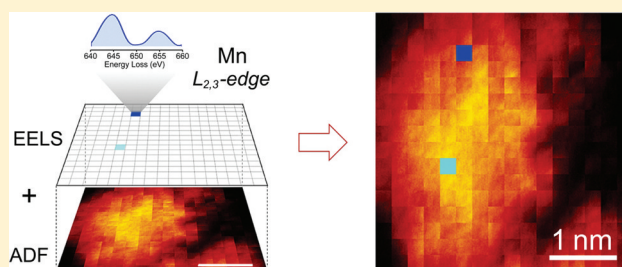 640 645 650 655 660
Energy Loss (eV)
Mn
L2,3-edge
EELS
+
ADF
1 nm